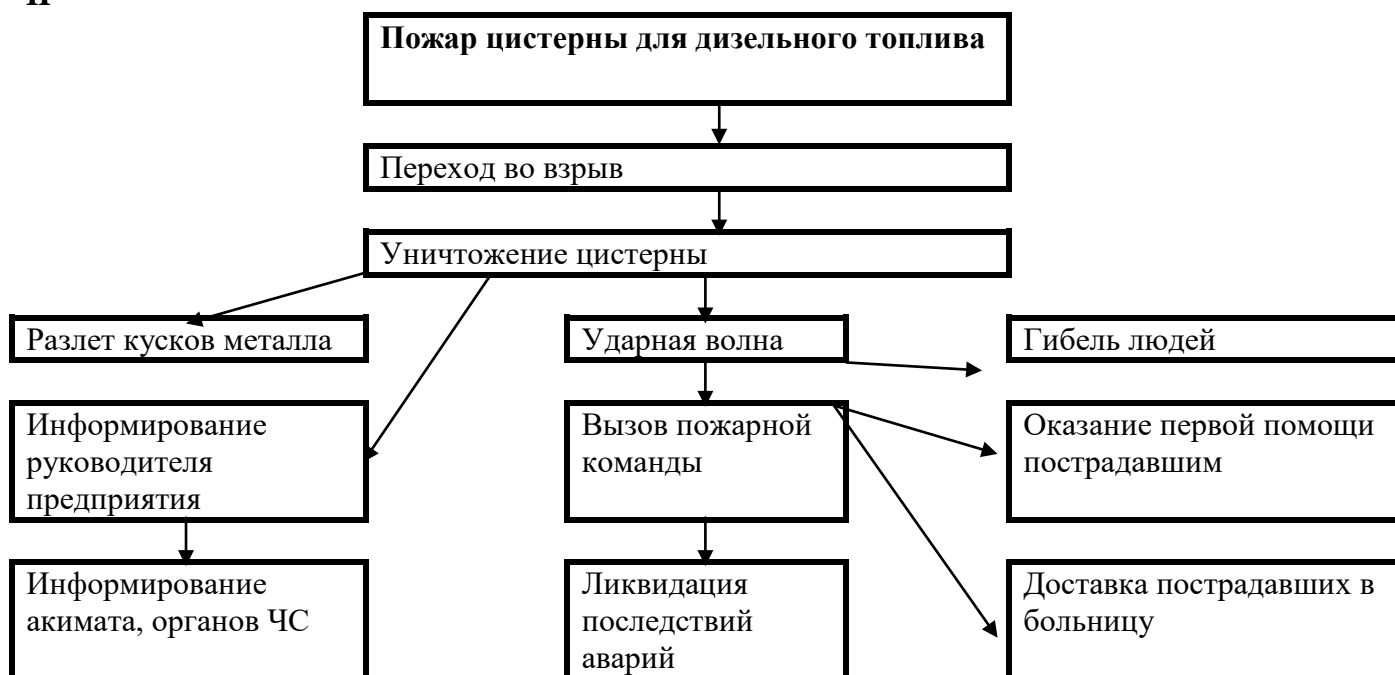 Пожар цистерны для дизельного топлива
Переход во взрыв
Уничтожение цистерны
Разлет кусков металла
Ударная волна
Гибель людей
Информирование
руководителя
предприятия
Вызов пожарной
команды
Оказание первой помощи
пострадавшим
Информирование
акимата, органов ЧС
Ликвидация
последствий
аварий
Доставка пострадавших в
больницу